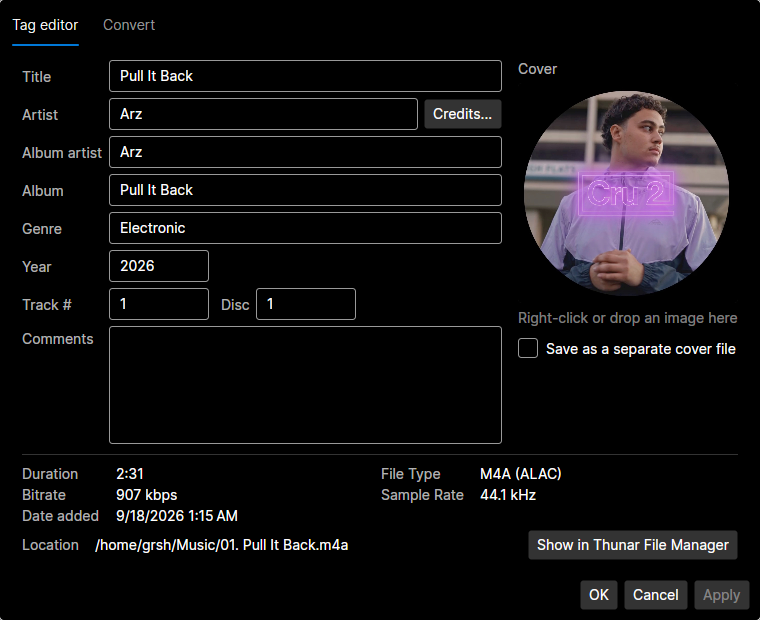 Tag editor Convert
Title Pull It Back
Cover
Artist Arz Credits...
Album artist Arz
Album Pull It Back
Cru 2
Genre Electronic
Year 2026
Track # 1 Disc 1
Right-click or drop an image here
Comments
Save as a separate cover file
Duration 2:31 File Type M4A (ALAC)
Bitrate 907 kbps Sample Rate 44.1 kHz
Date added 9/18/2026 1:15 AM
Location /home/grsh/Music/01. Pull It Back.m4a Show in Thunar File Manager
OK Cancel Apply